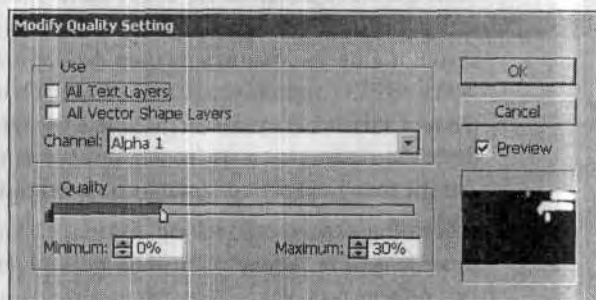 Modify Quality Setting
Use
All Text Layers
All Vector Shape Layers
Channel: Alpha 1
Quality
Minimum: 0%
Maximum: 30%
OK
Cancel
Preview